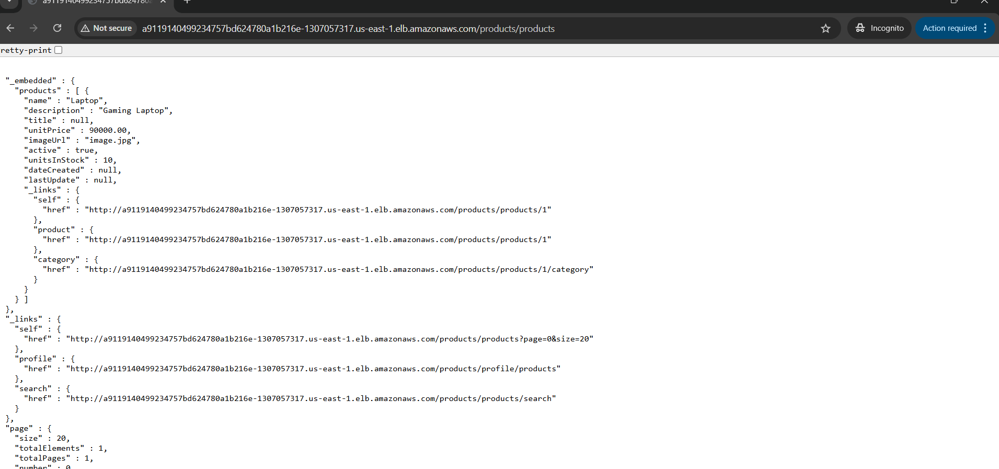 a9119140499234757bd624780a
Not secure a9119140499234757bd624780a1b216e-1307057317.us-east-1.elb.amazonaws.com/products/products Incognito Action required
retty-print
"_embedded" : {
"products" : [ {
"name" : "Laptop",
"description" : "Gaming Laptop",
"title" : null,
"unitPrice" : 90000.00,
"imageUrl" : "image.jpg",
"active" : true,
"unitsInStock" : 10,
"dateCreated" : null,
"lastUpdate" : null,
"_links" : {
"self" : {
"href" : "http://a9119140499234757bd624780a1b216e-1307057317.us-east-1.elb.amazonaws.com/products/products/1"
},
"product" : {
"href" : "http://a9119140499234757bd624780a1b216e-1307057317.us-east-1.elb.amazonaws.com/products/products/1"
},
"category" : {
"href" : "http://a9119140499234757bd624780a1b216e-1307057317.us-east-1.elb.amazonaws.com/products/products/1/category"
}
}
} ]
},
"_links" : {
"self" : {
"href" : "http://a9119140499234757bd624780a1b216e-1307057317.us-east-1.elb.amazonaws.com/products/products?page=0&size=20"
},
"profile" : {
"href" : "http://a9119140499234757bd624780a1b216e-1307057317.us-east-1.elb.amazonaws.com/products/profile/products"
},
"search" : {
"href" : "http://a9119140499234757bd624780a1b216e-1307057317.us-east-1.elb.amazonaws.com/products/products/search"
}
},
"page" : {
"size" : 20,
"totalElements" : 1,
"totalPages" : 1,
"number" : 0